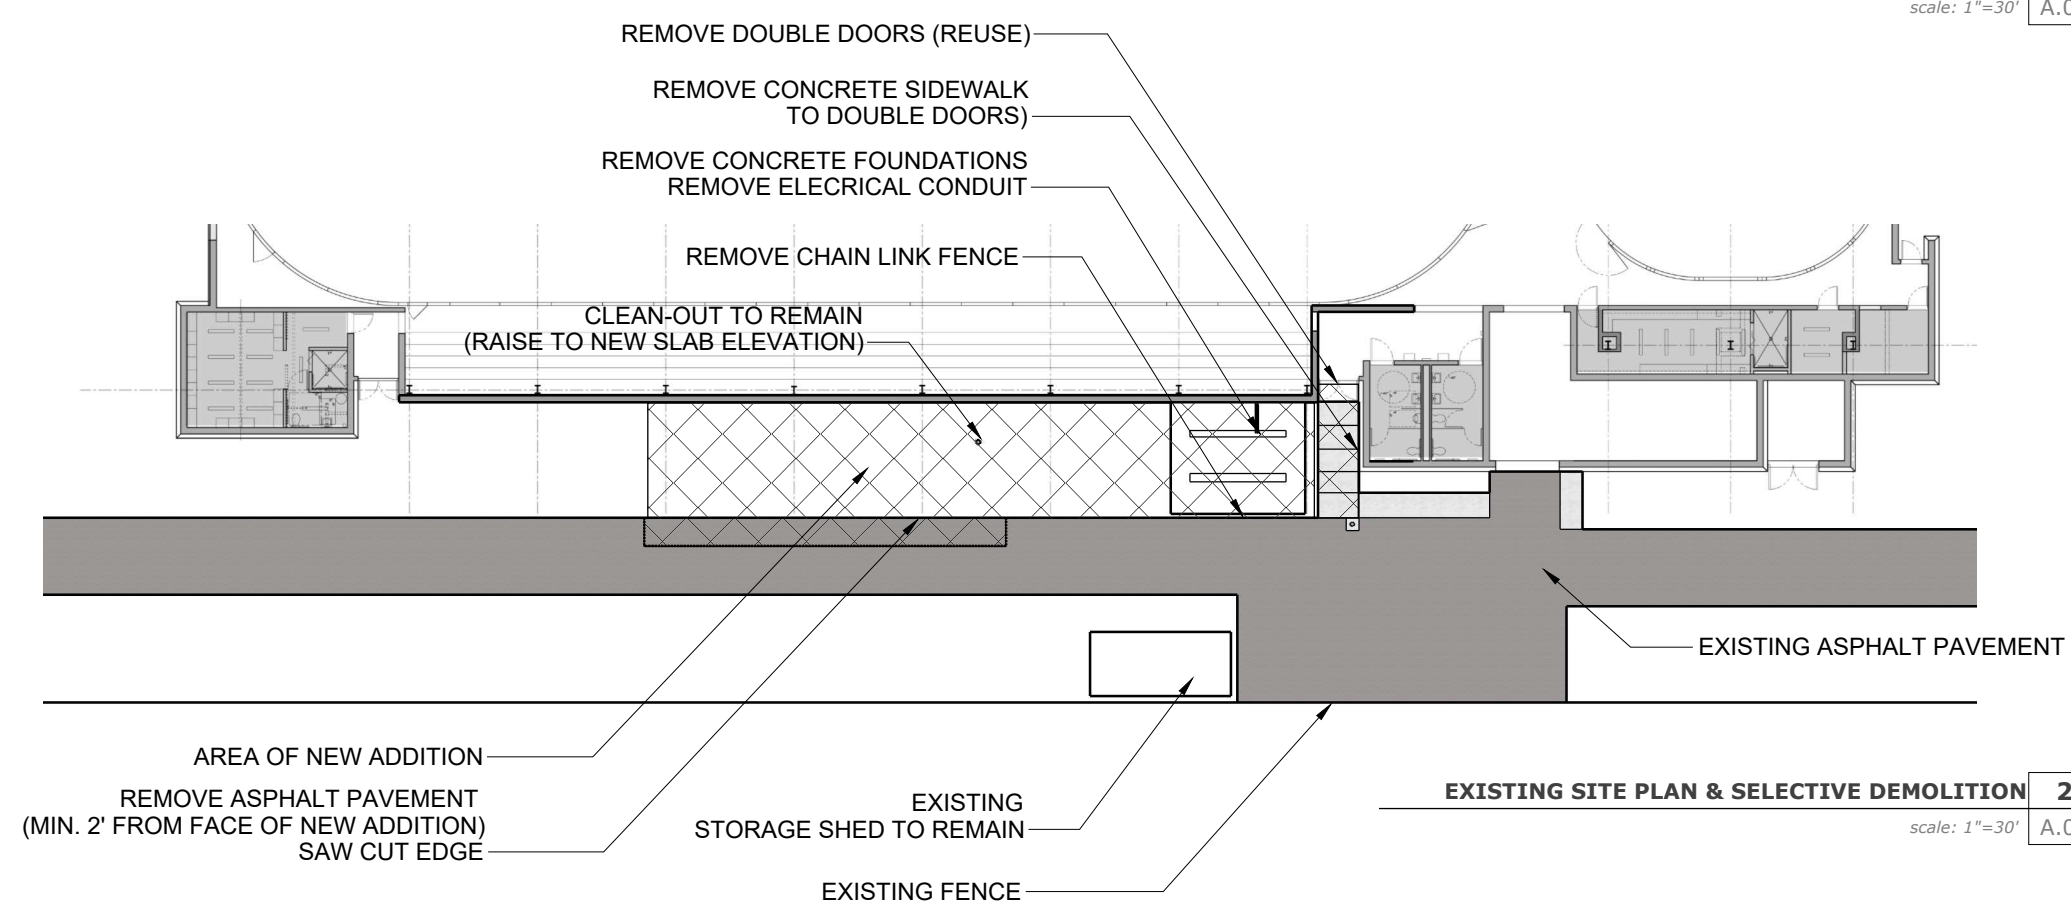 scale: 1"=30'
A.0
REMOVE DOUBLE DOORS (REUSE)
REMOVE CONCRETE SIDEWALK
TO DOUBLE DOORS)
REMOVE CONCRETE FOUNDATIONS
REMOVE ELECRICAL CONDUIT
REMOVE CHAIN LINK FENCE
CLEAN-OUT TO REMAIN
(RAISE TO NEW SLAB ELEVATION)
EXISTING ASPHALT PAVEMENT
AREA OF NEW ADDITION
REMOVE ASPHALT PAVEMENT
(MIN. 2' FROM FACE OF NEW ADDITION)
SAW CUT EDGE
EXISTING
STORAGE SHED TO REMAIN
EXISTING FENCE
EXISTING SITE PLAN & SELECTIVE DEMOLITION
2
scale: 1"=30'
A.0